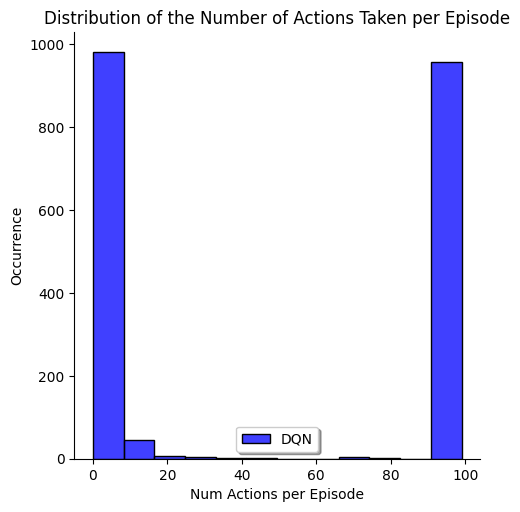 Distribution of the Number of Actions Taken per Episode
1000
800
600
400
200
0
Occurrence
DQN
0 20 40 60 80 100
Num Actions per Episode